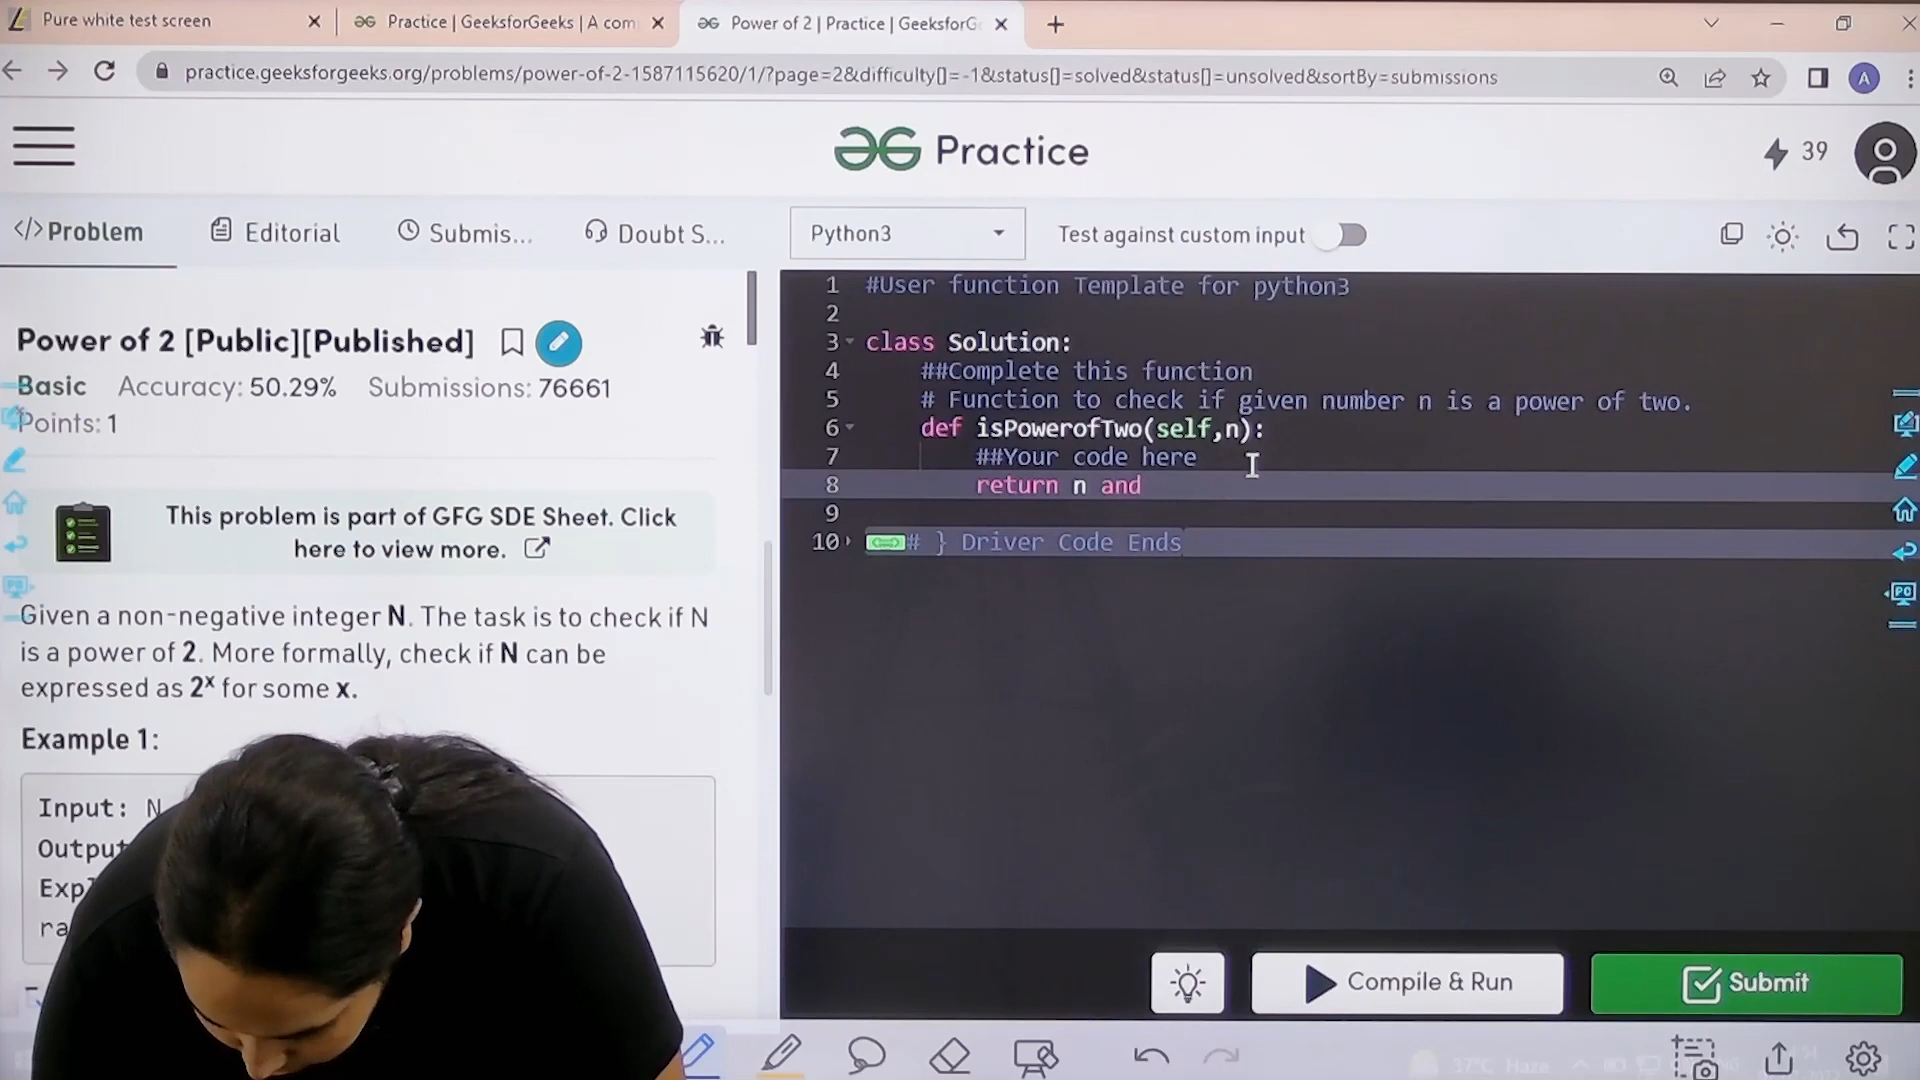 Pure white test screen
Practice | GeeksforGeeks | A com
Power of 2 | Practice | GeeksforG
practice.geeksforgeeks.org/problems/power-of-2-1587115620/1/?page=2&difficulty[]=-1&status[]=solved&status[]=unsolved&sortBy=submissions
A
Practice
39
</>Problem
Editorial
Submis...
Doubt S...
Python3
Test against custom input
Power of 2 [Public][Published]
Basic Accuracy: 50.29% Submissions: 76661
Points: 1
This problem is part of GFG SDE Sheet. Click
here to view more.
Given a non-negative integer N. The task is to check if N
is a power of 2. More formally, check if N can be
expressed as 2ˣ for some x.
Example 1:
Input: N
Output
Expl
ra
1 #User function Template for python3
2
3 class Solution:
4 ##Complete this function
5 # Function to check if given number n is a power of two.
6 def isPowerofTwo(self,n):
7 ##Your code here
8 return n and
9
10 # } Driver Code Ends
PO
Compile & Run
Submit
37°C Haze